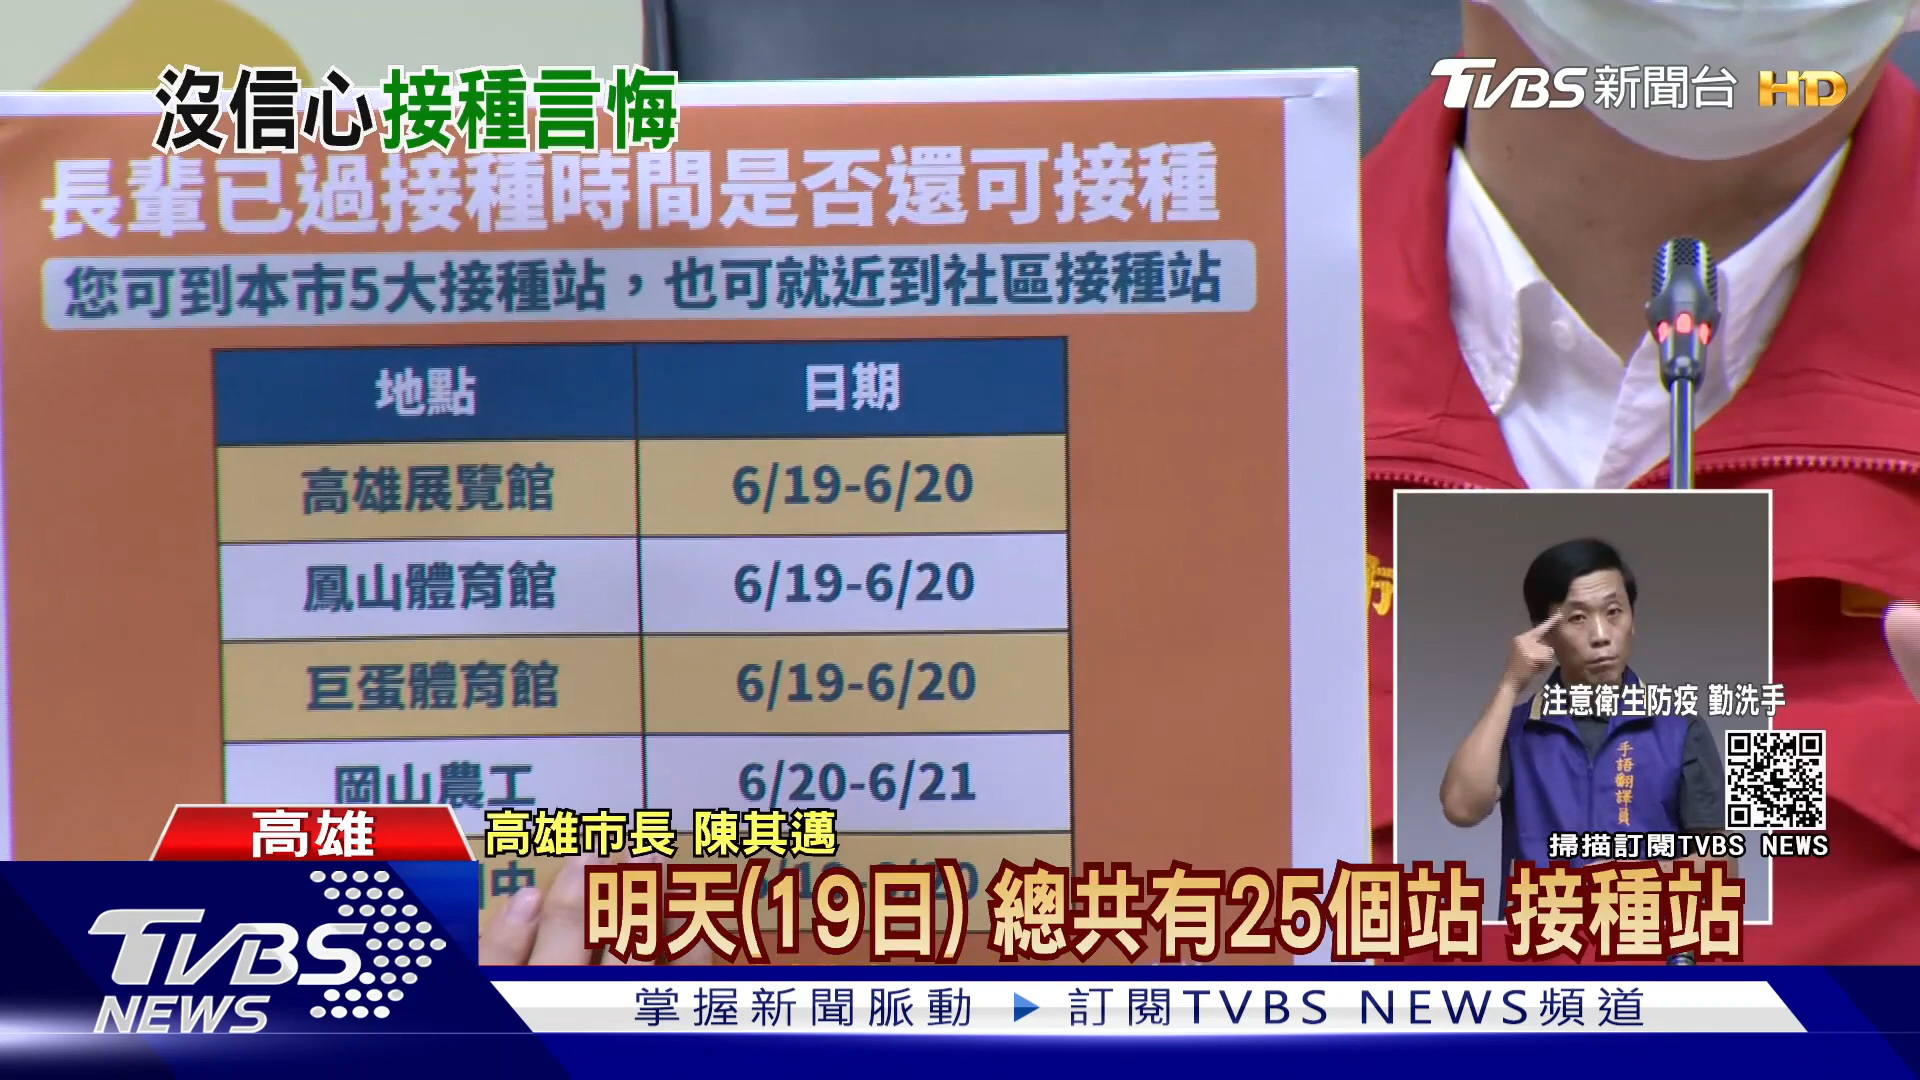 沒信心接種言悔
TVBS新聞台 HD
長輩已過接種時間是否還可接種
您可到本市5大接種站，也可就近到社區接種站
地點 日期
高雄展覽館 6/19-6/20
鳳山體育館 6/19-6/20
巨蛋體育館 6/19-6/20
岡山農工 6/20-6/21
中
注意衛生防疫 勤洗手
手語翻譯員
掃描訂閱TVBS NEWS
高雄
高雄市長 陳其邁
明天(19日) 總共有25個站 接種站
TVBS NEWS
掌握新聞脈動 ▶ 訂閱TVBS NEWS頻道